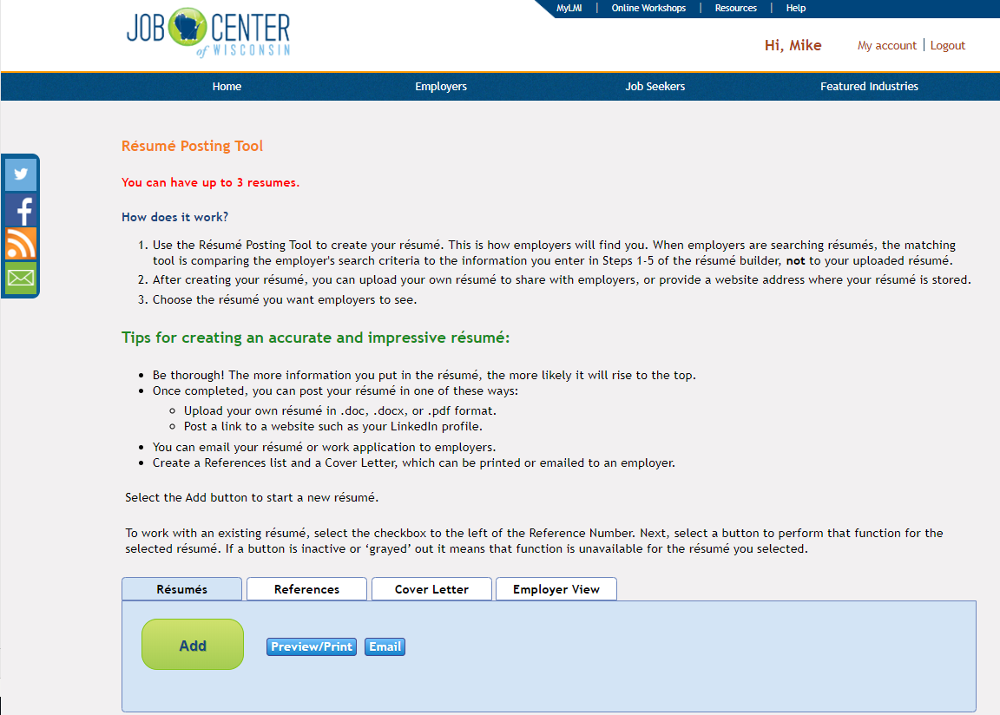 MyLMI | Online Workshops | Resources | Help
JOB CENTER
of WISCONSIN
Hi, Mike My account | Logout
Home Employers Job Seekers Featured Industries
Résumé Posting Tool
You can have up to 3 resumes.
How does it work?
1. Use the Résumé Posting Tool to create your résumé. This is how employers will find you. When employers are searching résumés, the matching
tool is comparing the employer's search criteria to the information you enter in Steps 1-5 of the résumé builder, not to your uploaded résumé.
2. After creating your résumé, you can upload your own résumé to share with employers, or provide a website address where your résumé is stored.
3. Choose the résumé you want employers to see.
Tips for creating an accurate and impressive résumé:
• Be thorough! The more information you put in the résumé, the more likely it will rise to the top.
• Once completed, you can post your résumé in one of these ways:
◦ Upload your own résumé in .doc, .docx, or .pdf format.
◦ Post a link to a website such as your LinkedIn profile.
• You can email your résumé or work application to employers.
• Create a References list and a Cover Letter, which can be printed or emailed to an employer.
Select the Add button to start a new résumé.
To work with an existing résumé, select the checkbox to the left of the Reference Number. Next, select a button to perform that function for the
selected résumé. If a button is inactive or ‘grayed’ out it means that function is unavailable for the résumé you selected.
Résumés References Cover Letter Employer View
Add Preview/Print Email